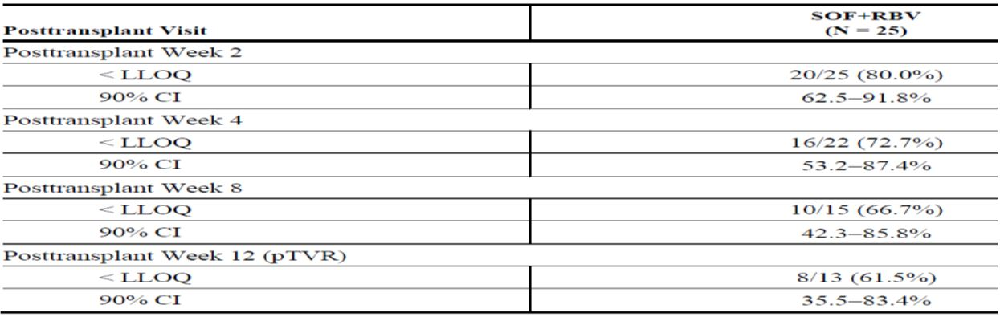 SOF+RBV
Posttransplant Visit (N = 25)
Posttransplant Week 2
< LLOQ 20/25 (80.0%)
90% CI 62.5–91.8%
Posttransplant Week 4
< LLOQ 16/22 (72.7%)
90% CI 53.2–87.4%
Posttransplant Week 8
< LLOQ 10/15 (66.7%)
90% CI 42.3–85.8%
Posttransplant Week 12 (pTVR)
< LLOQ 8/13 (61.5%)
90% CI 35.5–83.4%